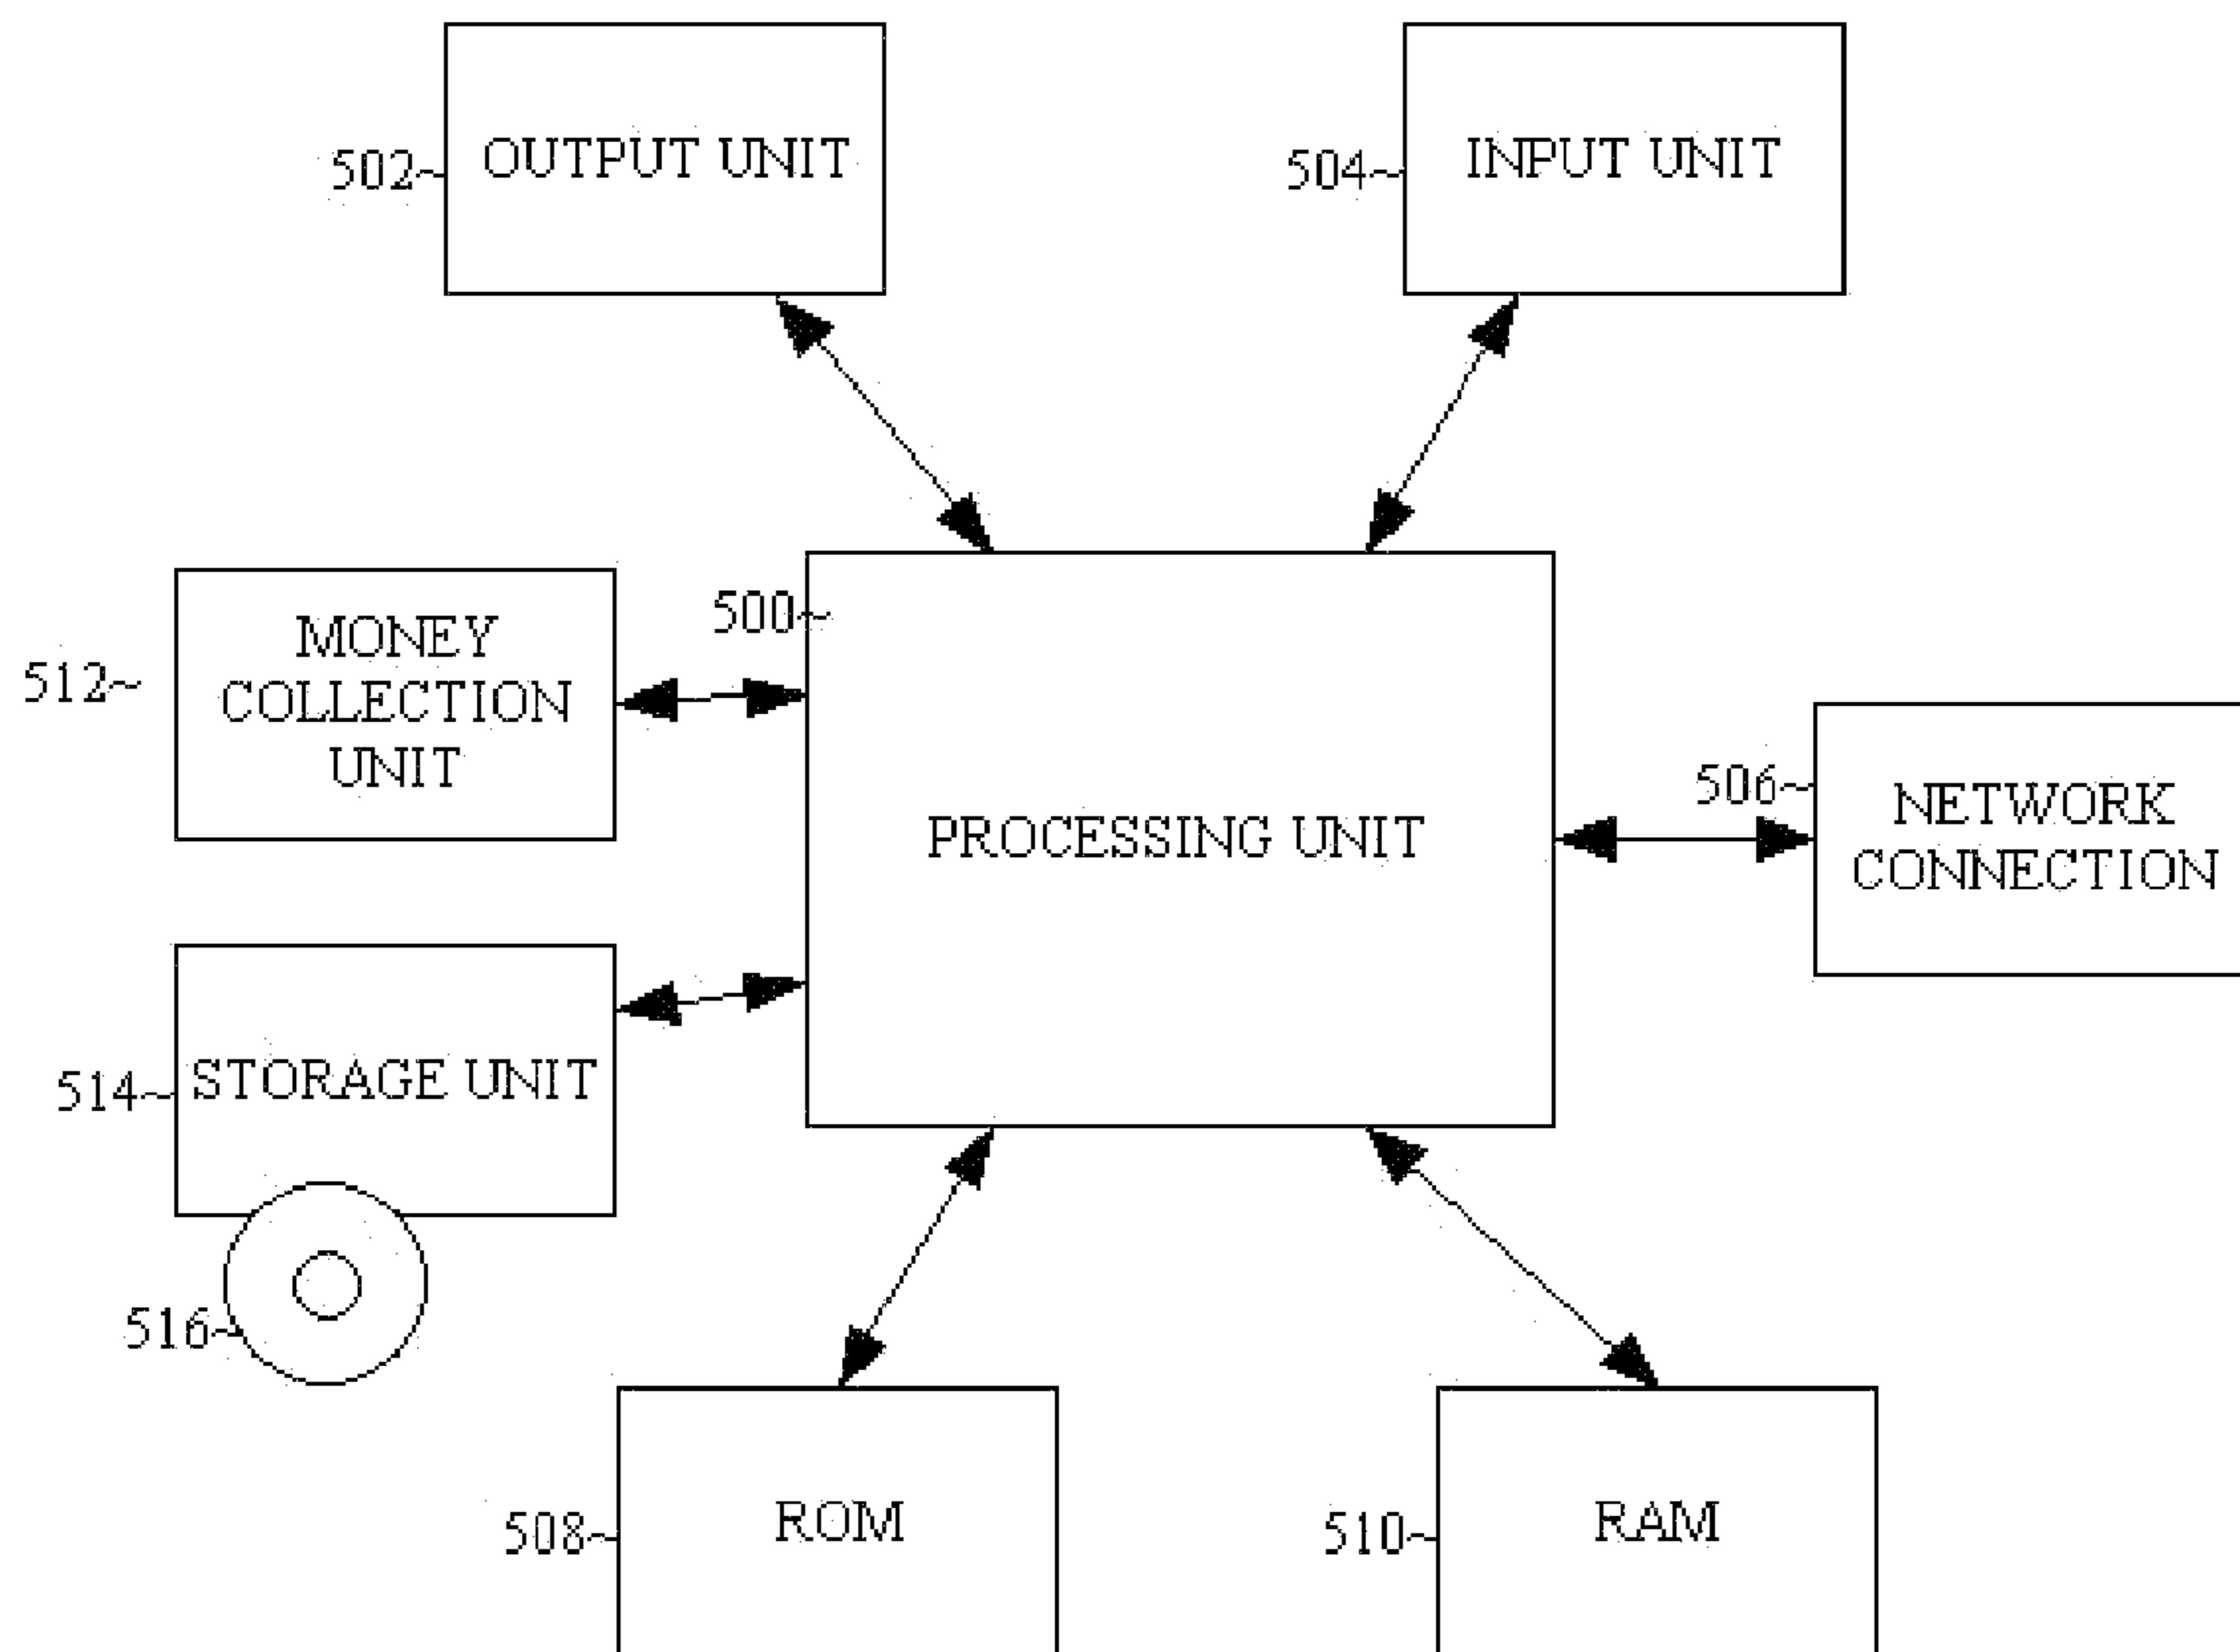 502~
OUTPUT UNIT
504~
INPUT UNIT
512~
MONEY
COLLECTION
UNIT
500~
PROCESSING UNIT
506~
NETWORK
CONNECTION
514~
STORAGE UNIT
516~
508~
ROM
510~
RAM